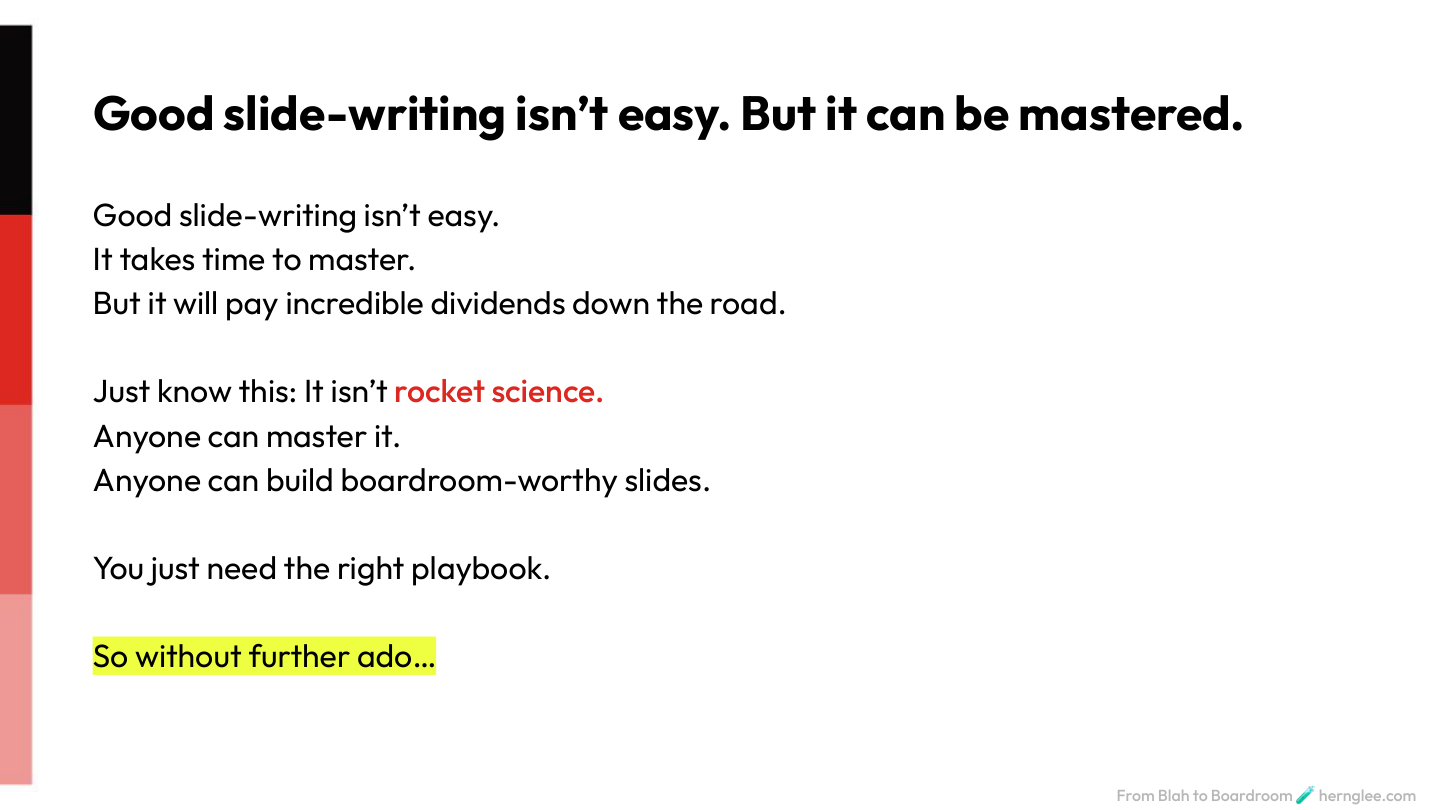 Good slide-writing isn’t easy. But it can be mastered.
Good slide-writing isn’t easy.
It takes time to master.
But it will pay incredible dividends down the road.
Just know this: It isn’t rocket science.
Anyone can master it.
Anyone can build boardroom-worthy slides.
You just need the right playbook.
So without further ado…
From Blah to Boardroom 🧪 hernglee.com